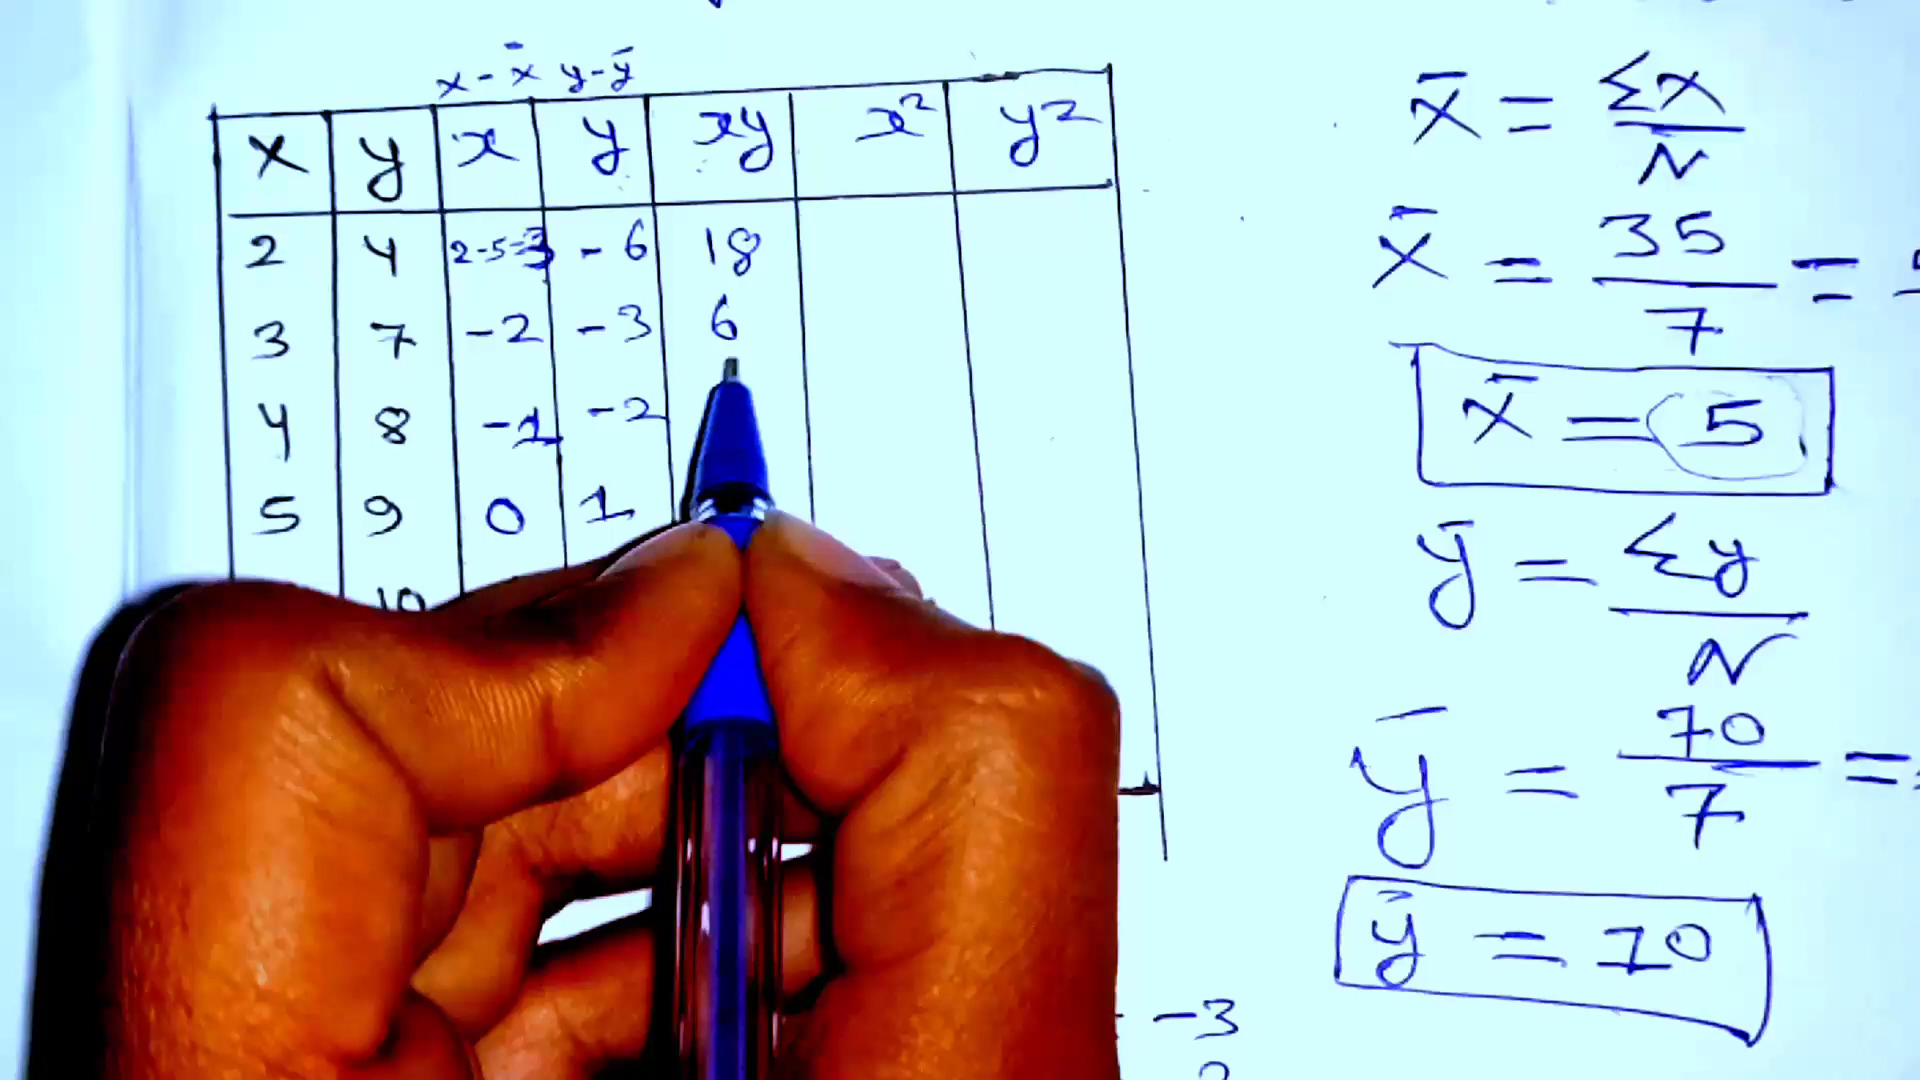 x - x̄ y - ȳ
X y x y xy x² y²
2 4 2-5=3 - 6 18
3 7 -2 -3 6
4 8 -1 -2
5 9 0 1
10
X̄ = Σx / N
X̄ = 35 / 7 =
X̄ = 5
ȳ = Σy / N
ȳ = 70 / 7 =
ȳ = 10
-3